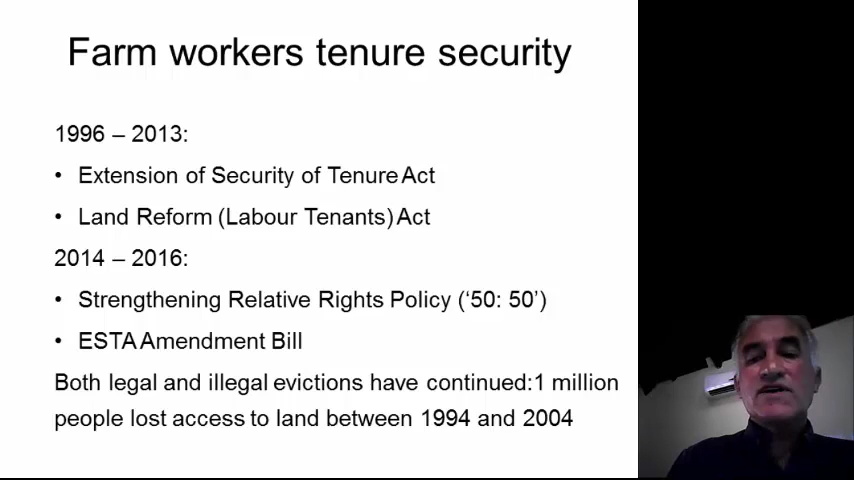 Farm workers tenure security
1996 – 2013:
• Extension of Security of Tenure Act
• Land Reform (Labour Tenants) Act
2014 – 2016:
• Strengthening Relative Rights Policy (‘50: 50’)
• ESTA Amendment Bill
Both legal and illegal evictions have continued:1 million
people lost access to land between 1994 and 2004